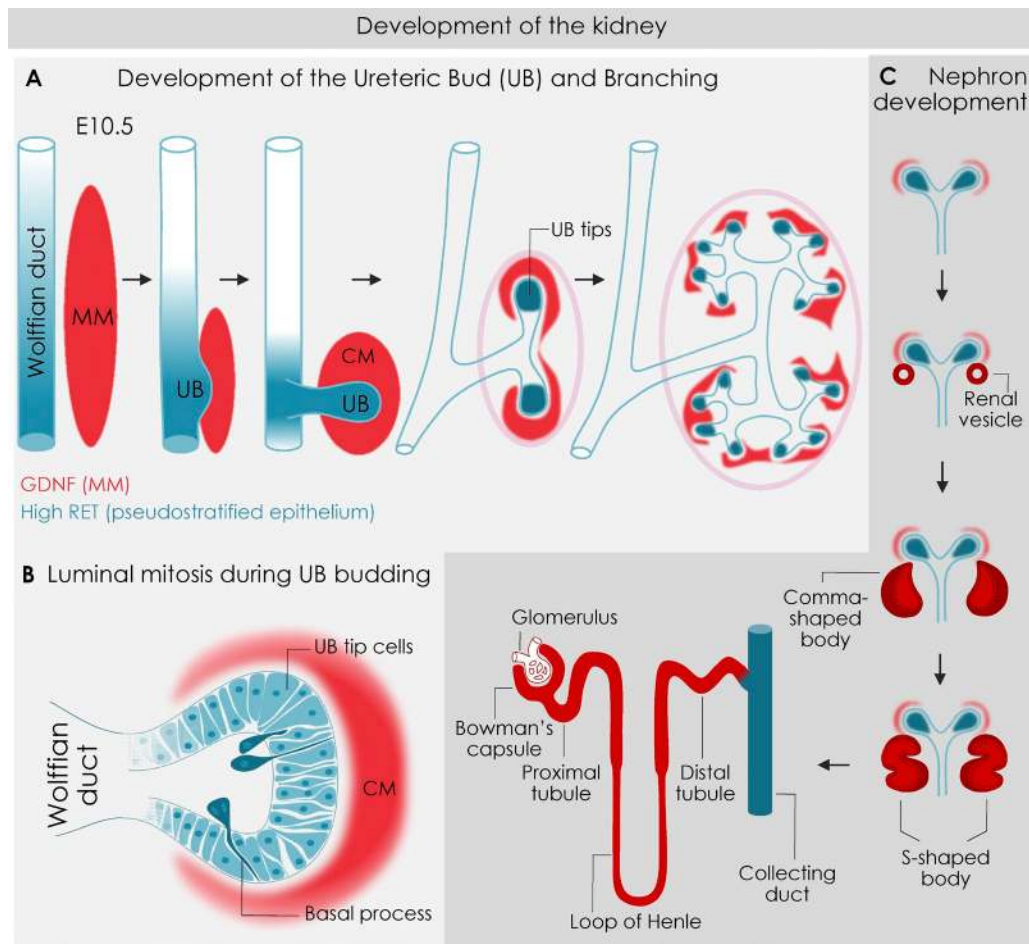 Development of the kidney
A Development of the Ureteric Bud (UB) and Branching
E10.5
Wolffian duct
MM
UB
CM
UB
UB tips
GDNF (MM)
High RET (pseudostratified epithelium)
B Luminal mitosis during UB budding
UB tip cells
Wolffian
duct
CM
Basal process
C Nephron
development
Renal
vesicle
Comma-
shaped
body
S-shaped
body
Glomerulus
Bowman's
capsule
Proximal
tubule
Distal
tubule
Loop of Henle
Collecting
duct